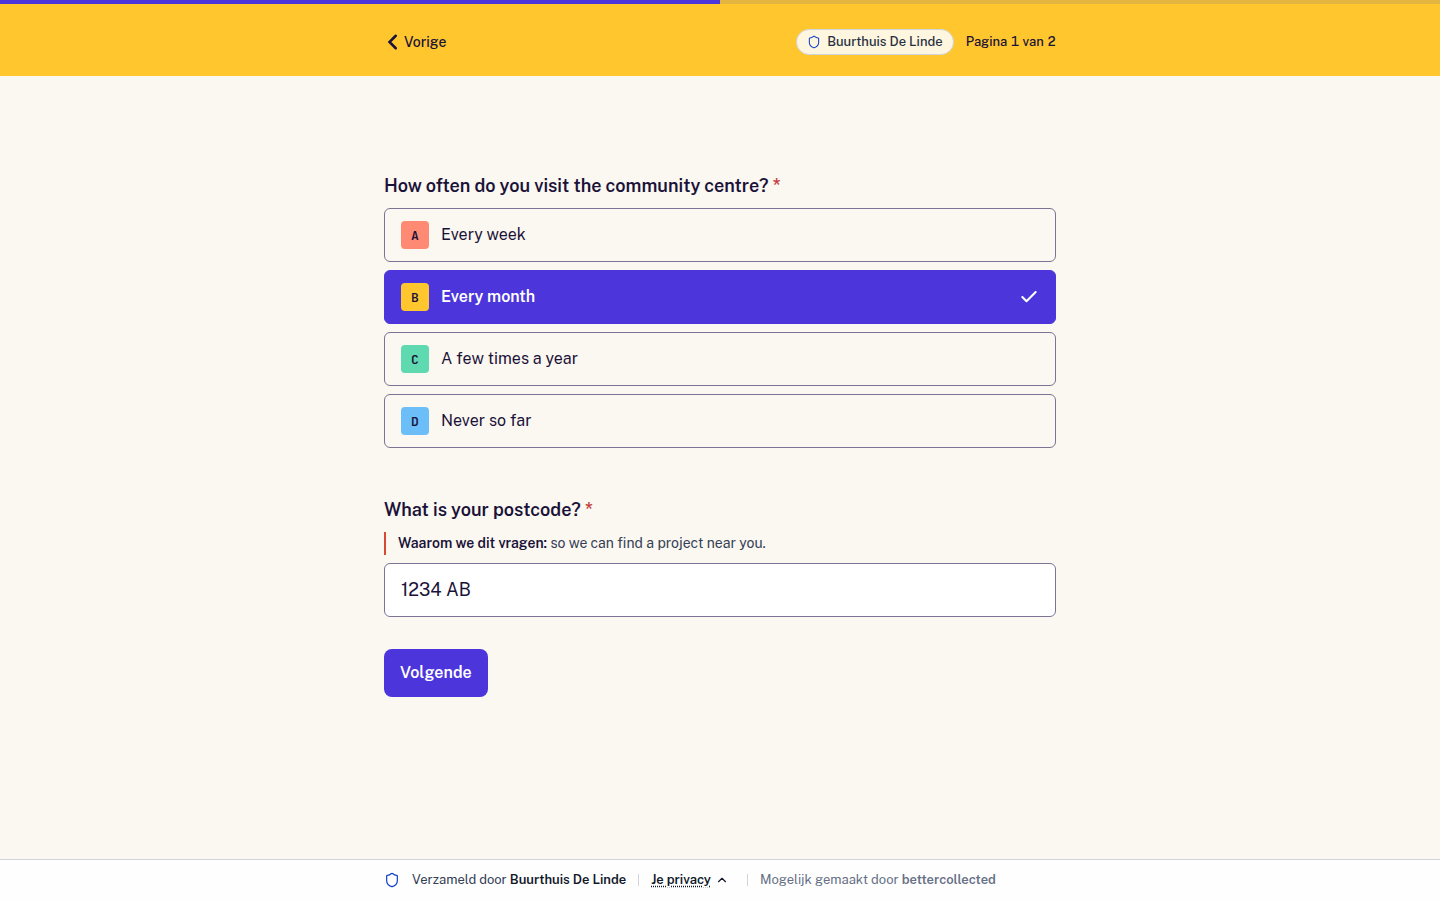 Vorige
Buurthuis De Linde
Pagina 1 van 2
How often do you visit the community centre? *
A Every week
B Every month
C A few times a year
D Never so far
What is your postcode? *
Waarom we dit vragen: so we can find a project near you.
1234 AB
Volgende
Verzameld door Buurthuis De Linde
Je privacy
Mogelijk gemaakt door bettercollected